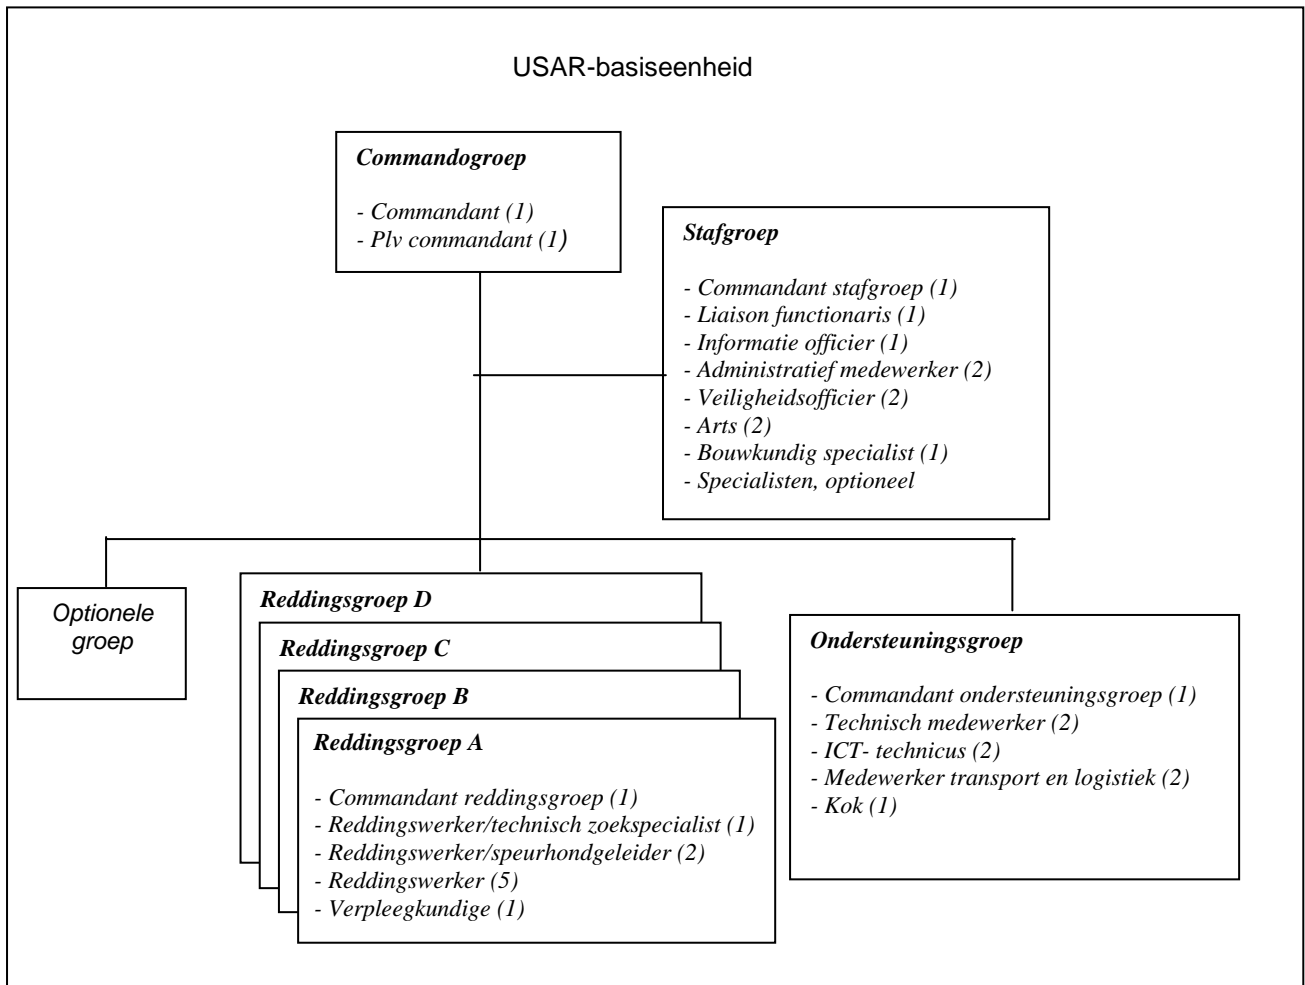 USAR-basiseenheid
Commandogroep
- Commandant (1)
- Plv commandant (1)
Stafgroep
- Commandant stafgroep (1)
- Liaison functionaris (1)
- Informatie officier (1)
- Administratief medewerker (2)
- Veiligheidsofficier (2)
- Arts (2)
- Bouwkundig specialist (1)
- Specialisten, optioneel
Optionele
groep
Reddingsgroep D
Reddingsgroep C
Reddingsgroep B
Reddingsgroep A
- Commandant reddingsgroep (1)
- Reddingswerker/technisch zoekspecialist (1)
- Reddingswerker/speurhondgeleider (2)
- Reddingswerker (5)
- Verpleegkundige (1)
Ondersteuningsgroep
- Commandant ondersteuningsgroep (1)
- Technisch medewerker (2)
- ICT- technicus (2)
- Medewerker transport en logistiek (2)
- Kok (1)